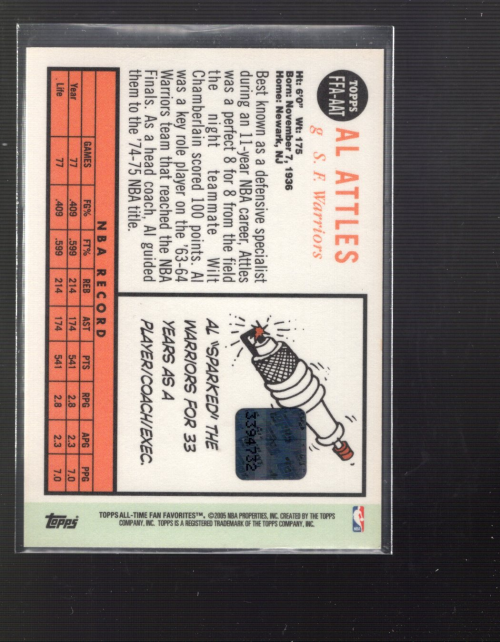 TOPPS
FFA-AAT
AL ATTLES
g S. F. Warriors
Ht: 6'0" Wt: 175
Born: November 7, 1936
Home: Newark, NJ
Best known as a defensive specialist
during an 11-year NBA career, Attles
was a perfect 8 for 8 from the field
the night teammate Wilt
Chamberlain scored 100 points. Al
was a key role player on the '63-64
Warriors team that reached the NBA
Finals. As a head coach, Al guided
them to the '74-75 NBA title.
AL "SPARKED" THE
WARRIORS FOR 33
YEARS AS A
PLAYER/COACH/EXEC.
3394732
NBA RECORD
GAMES FG% FT% REB AST PTS RPG APG PPG
Year 77 .409 .599 214 174 541 2.8 2.3 7.0
Life 77 .409 .599 214 174 541 2.8 2.3 7.0
Topps
TOPPS ALL-TIME FAN FAVORITES™. ©2005 NBA PROPERTIES, INC. CREATED BY THE TOPPS
COMPANY, INC. TOPPS IS A REGISTERED TRADEMARK OF THE TOPPS COMPANY, INC.